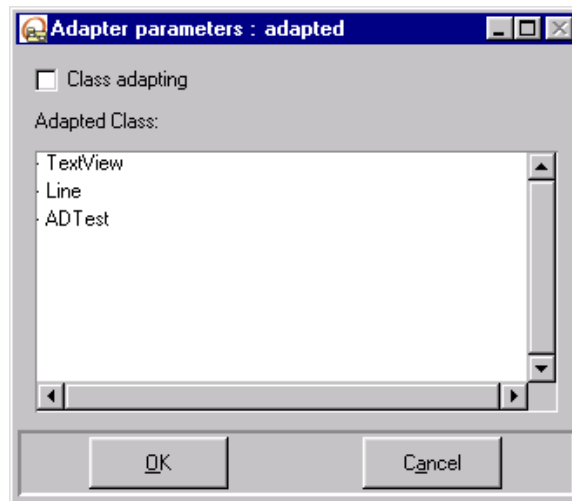 Adapter parameters : adapted
Class adapting
Adapted Class:
TextView
Line
ADTest
OK
Cancel